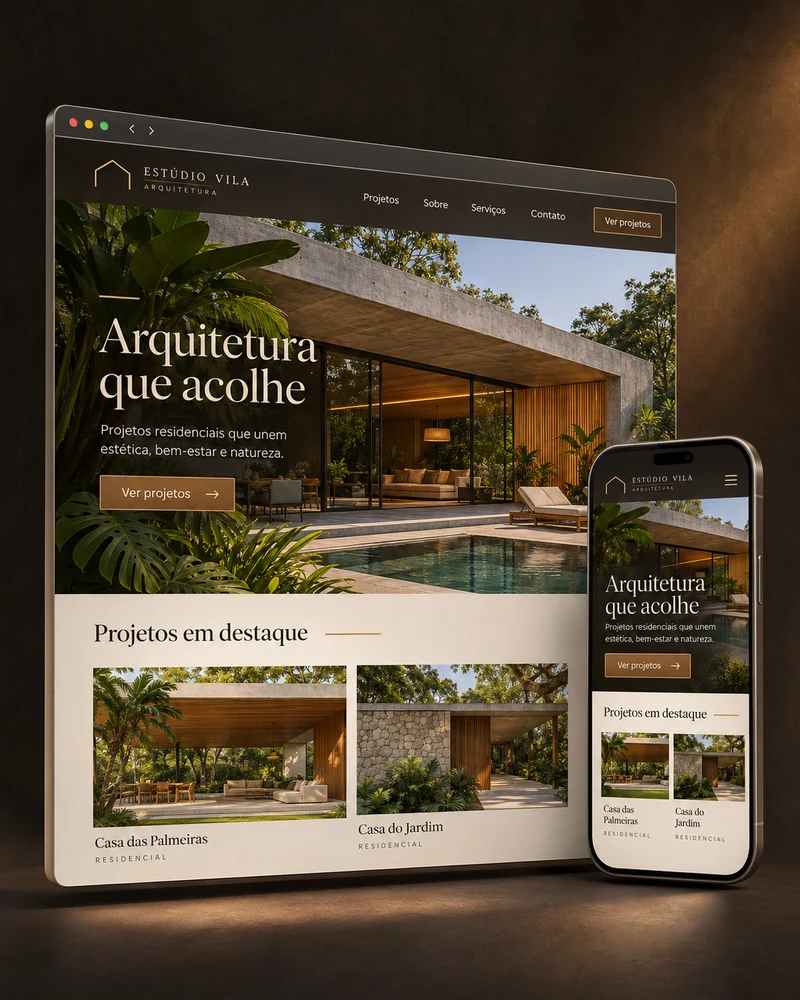 ESTÚDIO VILA
ARQUITETURA
Projetos
Sobre
Serviços
Contato
Ver projetos
Arquitetura
que acolhe
Projetos residenciais que unem
estética, bem-estar e natureza.
Ver projetos →
Projetos em destaque
Casa das Palmeiras
RESIDENCIAL
Casa do Jardim
RESIDENCIAL
ESTÚDIO VILA
ARQUITETURA
Arquitetura
que acolhe
Projetos residenciais que unem
estética, bem-estar e natureza.
Ver projetos →
Projetos em destaque
Casa das
Palmeiras
RESIDENCIAL
Casa do
Jardim
RESIDENCIAL